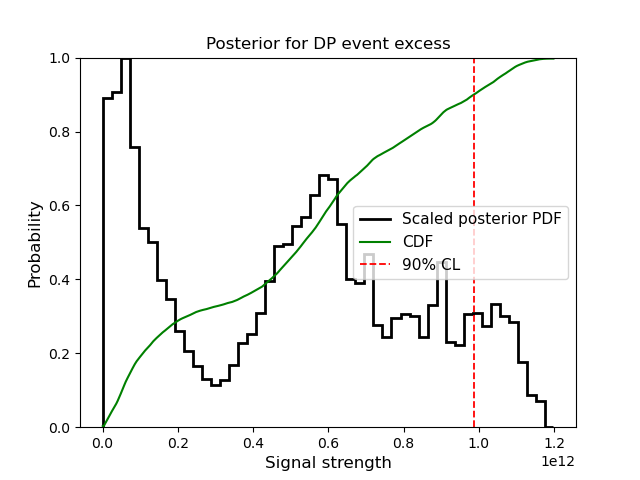 Posterior for DP event excess
1.0
0.8
0.6
0.4
0.2
0.0
Probability
Scaled posterior PDF
CDF
90% CL
0.0 0.2 0.4 0.6 0.8 1.0 1.2
1e12
Signal strength